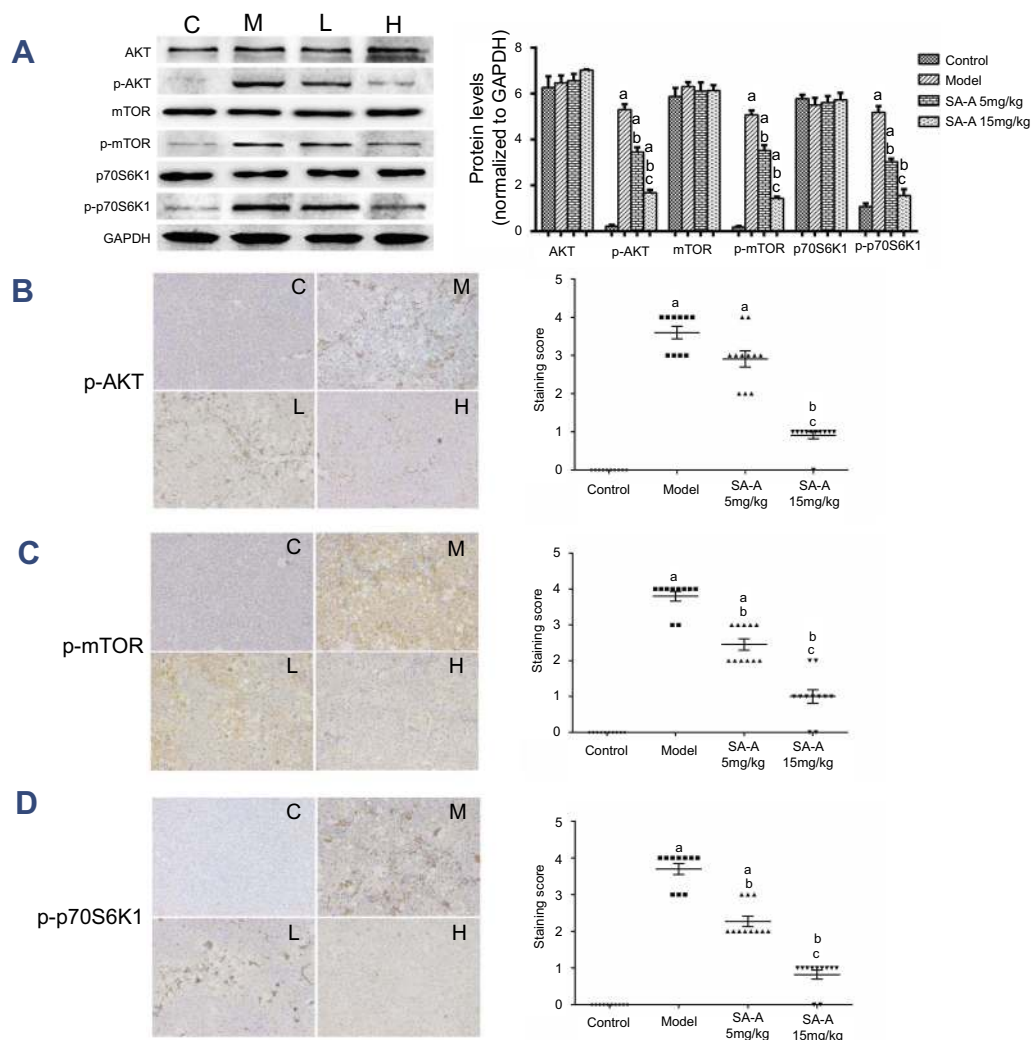 A
C M L H
AKT
p-AKT
mTOR
p-mTOR
p70S6K1
p-p70S6K1
GAPDH
Protein levels
(normalized to GAPDH)
8
6
4
2
0
a
a
b
a
b
c
a
a
b
a
b
c
a
a
b
b
c
AKT p-AKT mTOR p-mTOR p70S6K1 p-p70S6K1
Control
Model
SA-A 5mg/kg
SA-A 15mg/kg
B
p-AKT
C M
L H
Staining score
5
4
3
2
1
0
a
a
b
c
Control Model SA-A SA-A
5mg/kg 15mg/kg
C
p-mTOR
C M
L H
Staining score
5
4
3
2
1
0
a
a
b
b
c
Control Model SA-A SA-A
5mg/kg 15mg/kg
D
p-p70S6K1
C M
L H
Staining score
5
4
3
2
1
0
a
a
b
b
c
Control Model SA-A SA-A
5mg/kg 15mg/kg